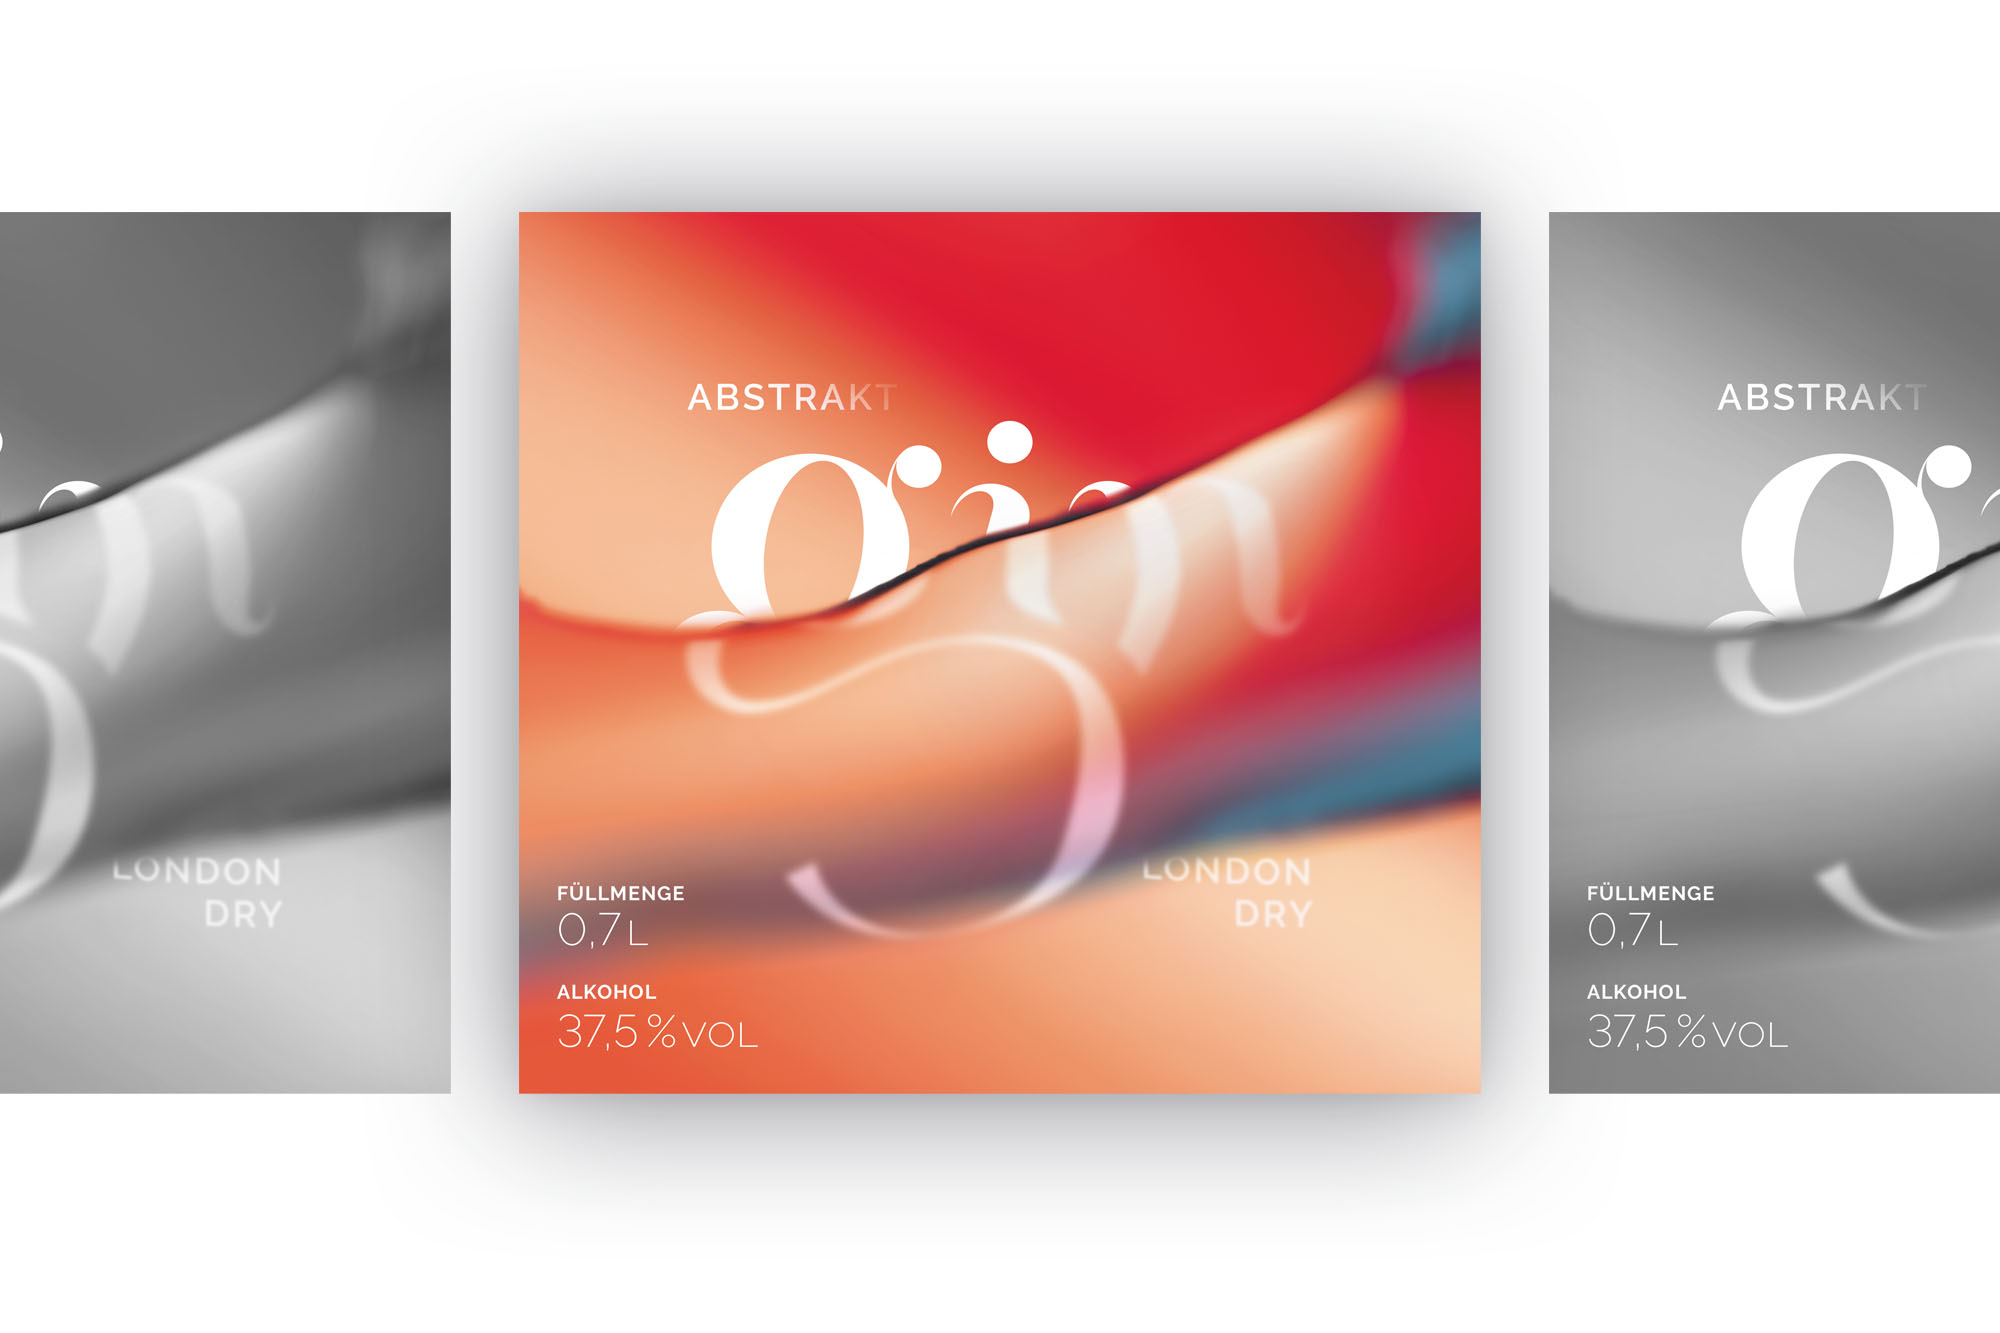 ABSTRAKT
gin
LONDON
DRY
FÜLLMENGE
0,7 L
ALKOHOL
37,5 % VOL
LONDON
DRY
ABSTRAKT
g
FÜLLMENGE
0,7 L
ALKOHOL
37,5 % VOL